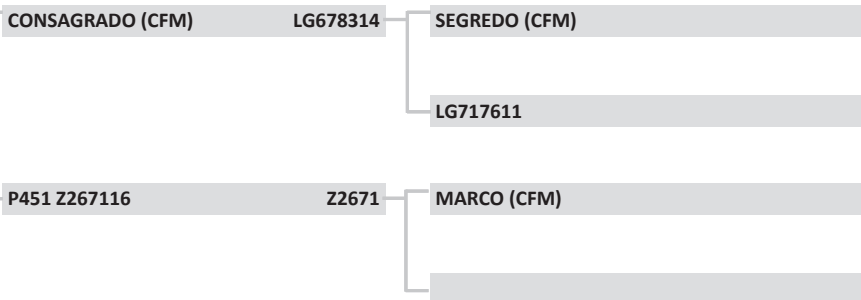 CONSAGRADO (CFM) LG678314
SEGREDO (CFM)
LG717611
P451 Z267116 Z2671
MARCO (CFM)